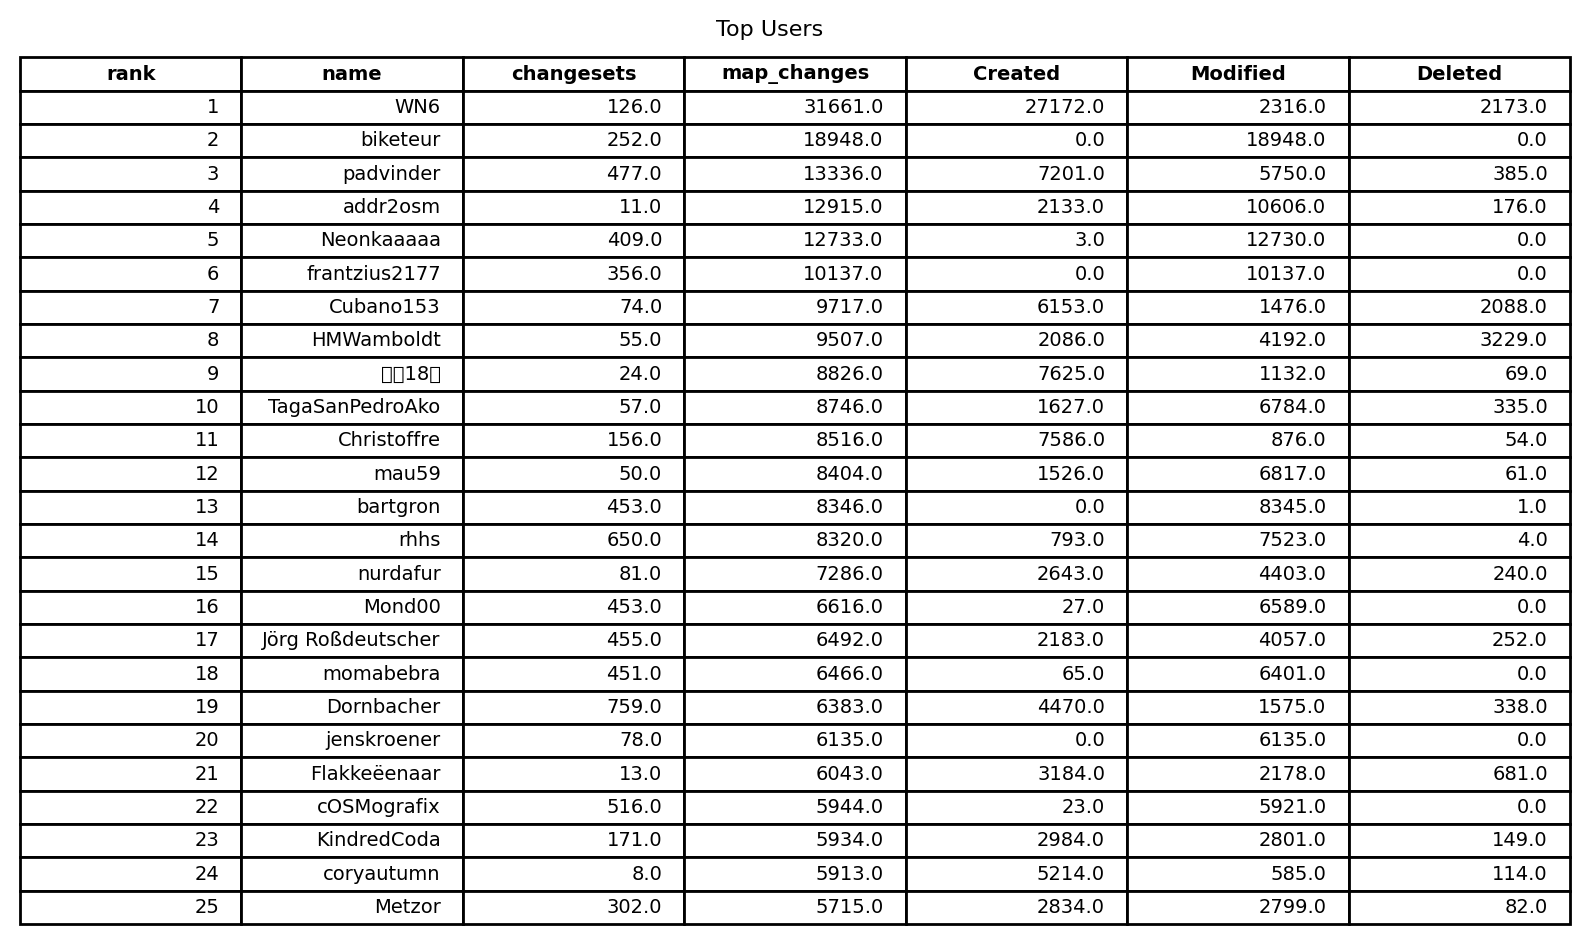 Top Users
rank name changesets map_changes Created Modified Deleted
1 WN6 126.0 31661.0 27172.0 2316.0 2173.0
2 biketeur 252.0 18948.0 0.0 18948.0 0.0
3 padvinder 477.0 13336.0 7201.0 5750.0 385.0
4 addr2osm 11.0 12915.0 2133.0 10606.0 176.0
5 Neonkaaaaa 409.0 12733.0 3.0 12730.0 0.0
6 frantzius2177 356.0 10137.0 0.0 10137.0 0.0
7 Cubano153 74.0 9717.0 6153.0 1476.0 2088.0
8 HMWamboldt 55.0 9507.0 2086.0 4192.0 3229.0
9 18 24.0 8826.0 7625.0 1132.0 69.0
10 TagaSanPedroAko 57.0 8746.0 1627.0 6784.0 335.0
11 Christoffre 156.0 8516.0 7586.0 876.0 54.0
12 mau59 50.0 8404.0 1526.0 6817.0 61.0
13 bartgron 453.0 8346.0 0.0 8345.0 1.0
14 rhhs 650.0 8320.0 793.0 7523.0 4.0
15 nurdafur 81.0 7286.0 2643.0 4403.0 240.0
16 Mond00 453.0 6616.0 27.0 6589.0 0.0
17 Jörg Roßdeutscher 455.0 6492.0 2183.0 4057.0 252.0
18 momabebra 451.0 6466.0 65.0 6401.0 0.0
19 Dornbacher 759.0 6383.0 4470.0 1575.0 338.0
20 jenskroener 78.0 6135.0 0.0 6135.0 0.0
21 Flakkeëenaar 13.0 6043.0 3184.0 2178.0 681.0
22 cOSMografix 516.0 5944.0 23.0 5921.0 0.0
23 KindredCoda 171.0 5934.0 2984.0 2801.0 149.0
24 coryautumn 8.0 5913.0 5214.0 585.0 114.0
25 Metzor 302.0 5715.0 2834.0 2799.0 82.0